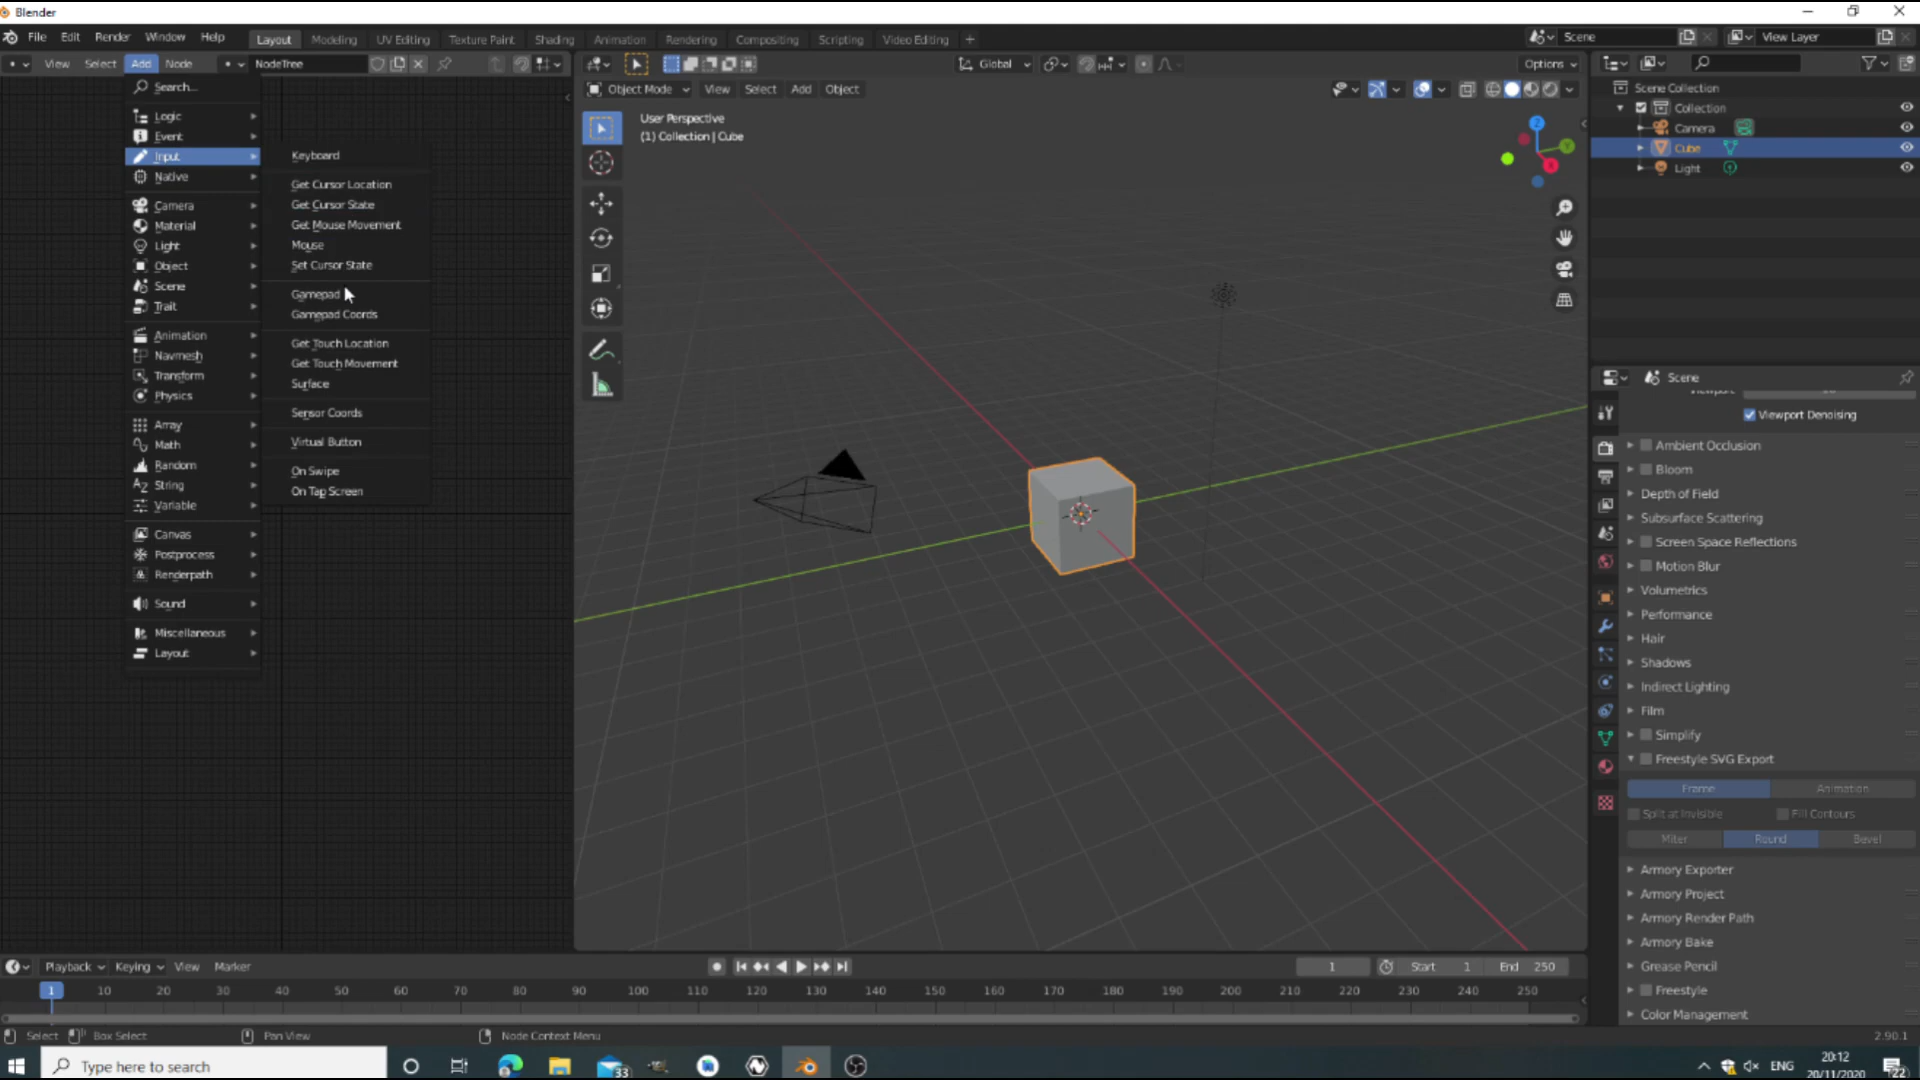 Blender
File Edit Render Window Help Layout Modeling UV Editing Texture Paint Shading Animation Rendering Compositing Scripting Video Editing + Scene View Layer
View Select Add Node NodeTree Global Options
Object Mode View Select Add Object
User Perspective
(1) Collection | Cube
Search...
Logic
Event
Input
Native
Camera
Material
Light
Object
Scene
Trait
Animation
Navmesh
Transform
Physics
Array
Math
Random
String
Variable
Canvas
Postprocess
Renderpath
Sound
Miscellaneous
Layout
Keyboard
Get Cursor Location
Get Cursor State
Get Mouse Movement
Mouse
Set Cursor State
Gamepad
Gamepad Coords
Get Touch Location
Get Touch Movement
Surface
Sensor Coords
Virtual Button
On Swipe
On Tap Screen
Z
Y
X
Scene Collection
Collection
Camera
Cube
Light
Scene
Viewport Denoising
Ambient Occlusion
Bloom
Depth of Field
Subsurface Scattering
Screen Space Reflections
Motion Blur
Volumetrics
Performance
Hair
Shadows
Indirect Lighting
Film
Simplify
Freestyle SVG Export
Frame Animation
Split at Invisible Fill Contours
Miter Round Bevel
Armory Exporter
Armory Project
Armory Render Path
Armory Bake
Grease Pencil
Freestyle
Color Management
Playback Keying View Marker 1 Start 1 End 250
1 10 20 30 40 50 60 70 80 90 100 110 120 130 140 150 160 170 180 190 200 210 220 230 240 250
Select Box Select Pan View Node Context Menu 2.90.1
Type here to search 33 ENG 20:12
20/11/2020 22